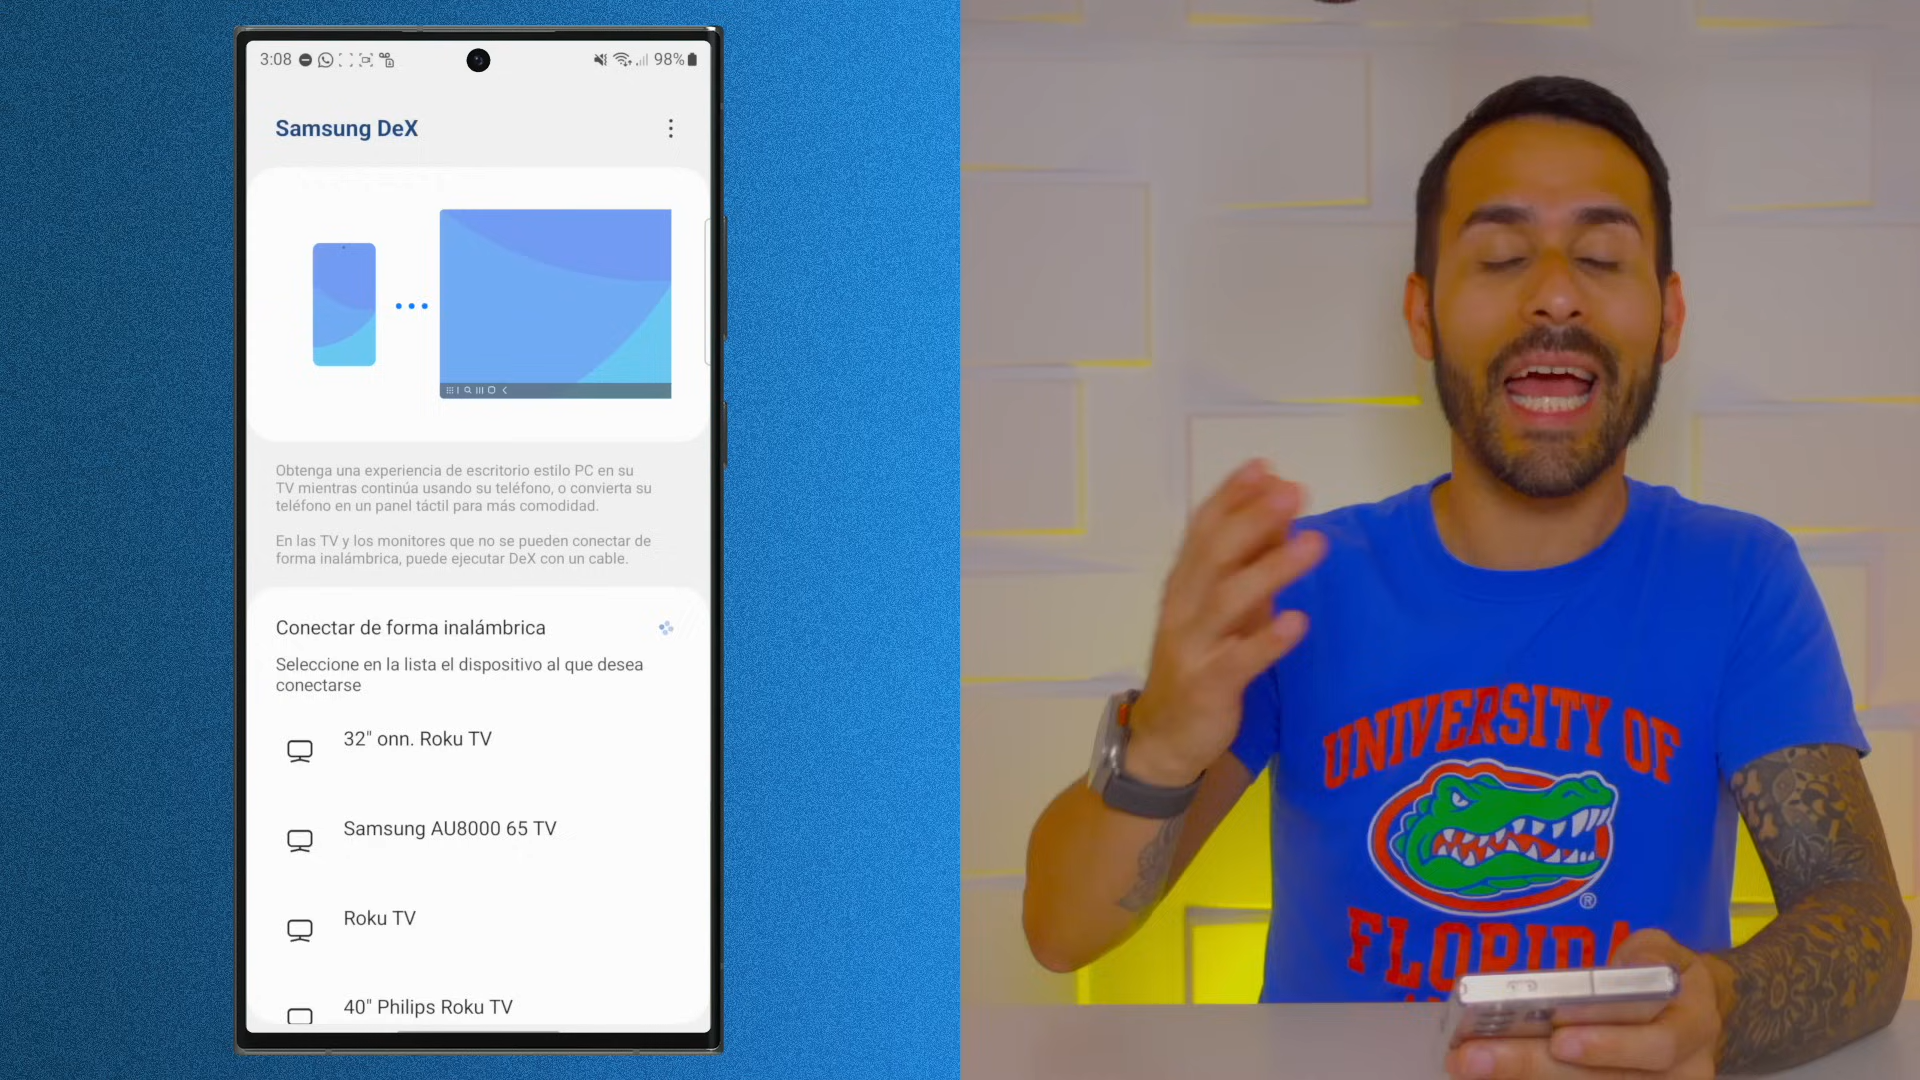 3:08
98%
Samsung DeX
Obtenga una experiencia de escritorio estilo PC en su
TV mientras continúa usando su teléfono, o convierta su
teléfono en un panel táctil para más comodidad.
En las TV y los monitores que no se pueden conectar de
forma inalámbrica, puede ejecutar DeX con un cable.
Conectar de forma inalámbrica
Seleccione en la lista el dispositivo al que desea
conectarse
32" onn. Roku TV
Samsung AU8000 65 TV
Roku TV
40" Philips Roku TV
UNIVERSITY OF
®
FLORIDA